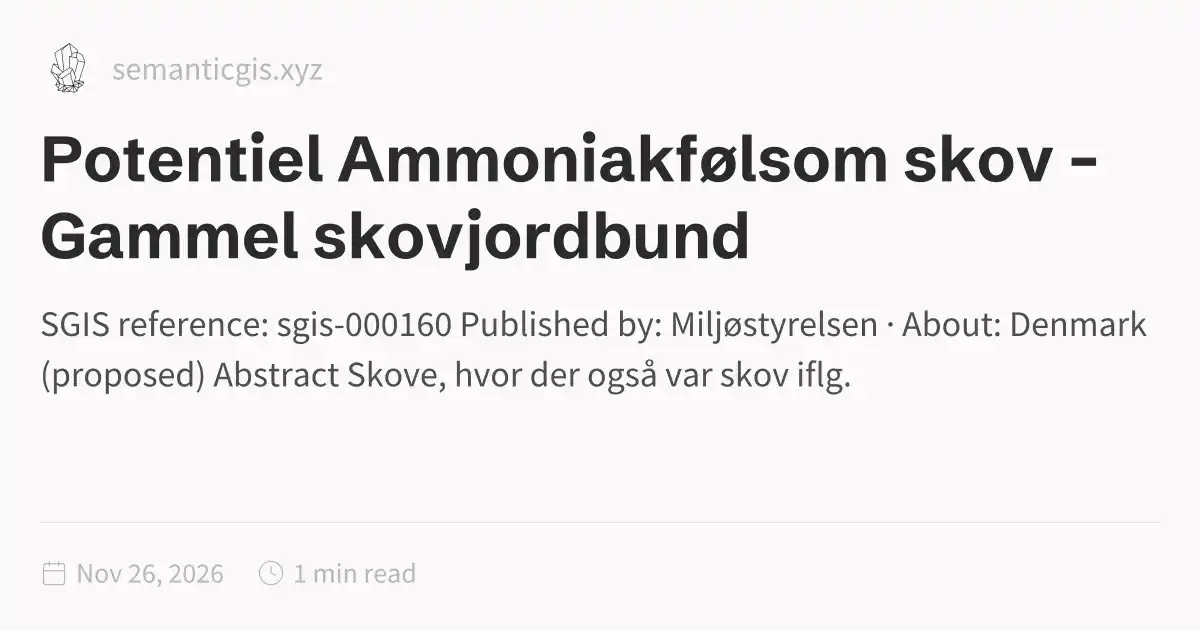 semanticgis.xyz
Potentiel Ammoniakfølsom skov –
Gammel skovjordbund
SGIS reference: sgis-000160 Published by: Miljøstyrelsen · About: Denmark
(proposed) Abstract Skove, hvor der også var skov iflg.
Nov 26, 2026 1 min read